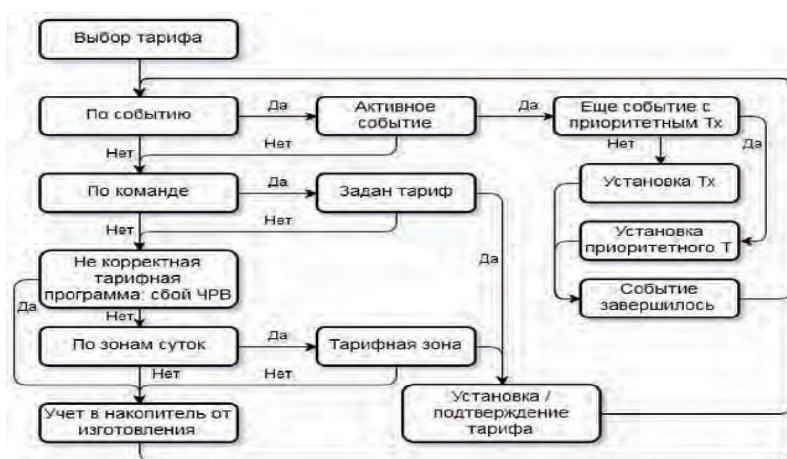 Выбор тарифа
По событию
Да
Активное
событие
Да
Еще событие с
приоритетным Тх
Нет
Нет
Нет
Да
По команде
Да
Задан тариф
Установка Тх
Нет
Нет
Установка
приоритетного Т
Да
Не корректная
тарифная
программа: сбой ЧРВ
Событие
завершилось
Да
Нет
По зонам суток
Да
Тарифная зона
Нет
Нет
Учет в накопитель от
изготовления
Установка /
подтверждение
тарифа